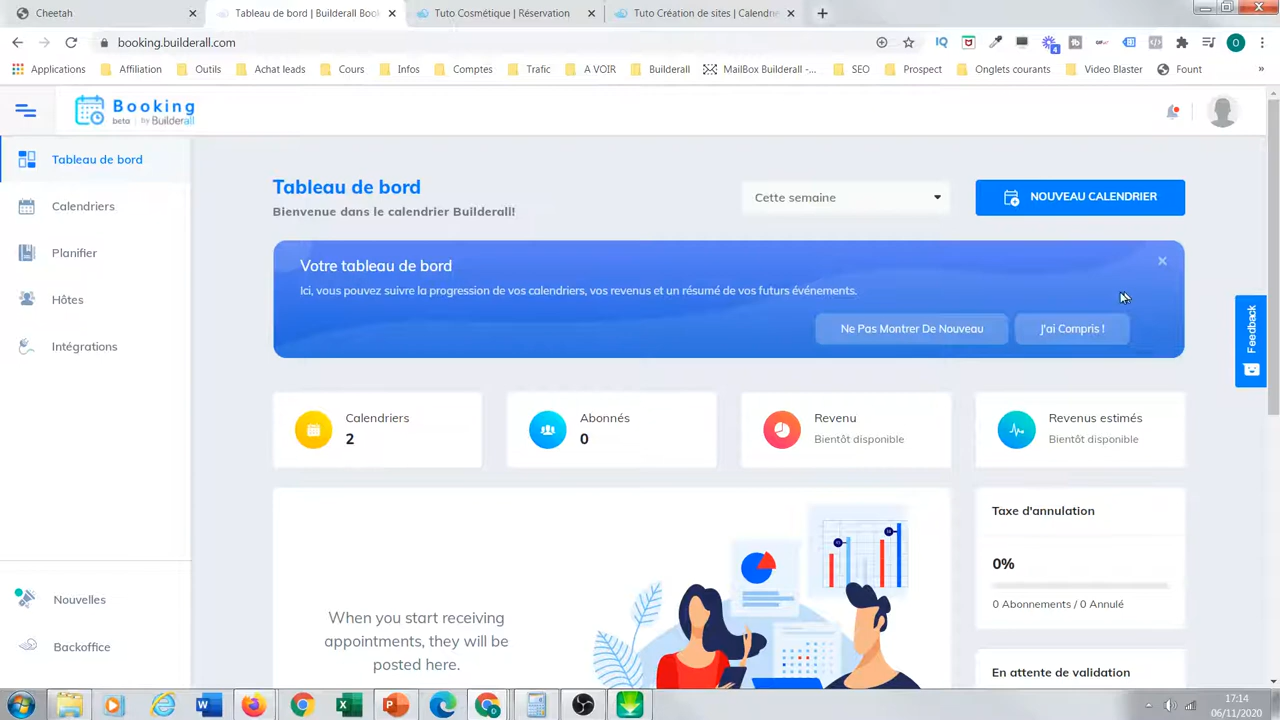 Cheetah
Tableau de bord | Builderall Boo
Tuto Cosmétique | Rése
Tuto Création de sites | Calendri
booking.builderall.com
IQ
4
O
Applications
Affiliation
Outils
Achat leads
Cours
Infos
Comptes
Trafic
A VOIR
Builderall
MailBox Builderall -...
SEO
Prospect
Onglets courants
Video Blaster
Fount
»
Booking
beta | by Builderall
Tableau de bord
Calendriers
Planifier
Hôtes
Intégrations
Nouvelles
Backoffice
Tableau de bord
Bienvenue dans le calendrier Builderall!
Cette semaine
NOUVEAU CALENDRIER
Votre tableau de bord
Ici, vous pouvez suivre la progression de vos calendriers, vos revenus et un résumé de vos futurs événements.
Ne Pas Montrer De Nouveau
J'ai Compris !
Feedback
Calendriers
2
Abonnés
0
Revenu
Bientôt disponible
Revenus estimés
Bientôt disponible
When you start receiving
appointments, they will be
posted here.
Taxe d'annulation
0%
0 Abonnements / 0 Annulé
En attente de validation
17:14
06/11/2020